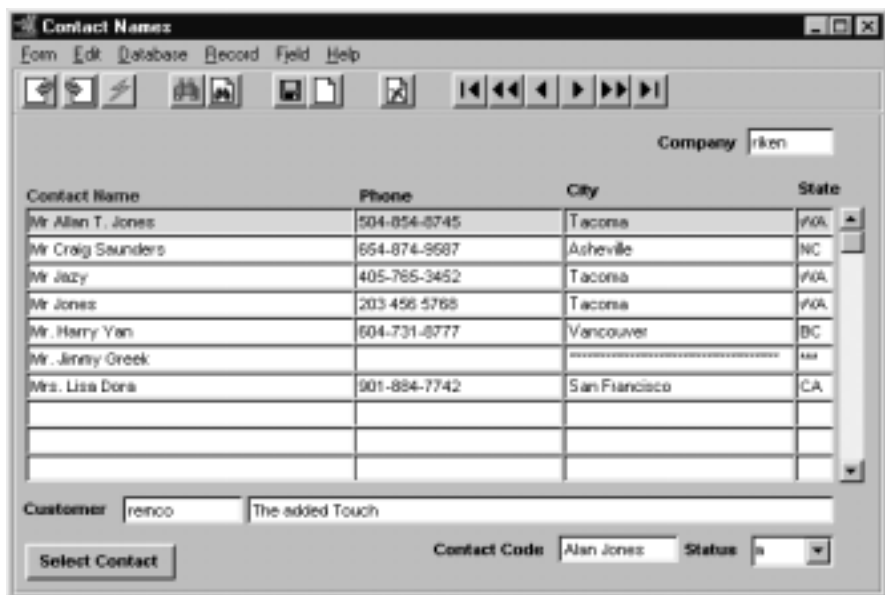 Contact Names
Form Edit Database Record Field Help
Company riken
Contact Name Phone City State
Mr Allan T. Jones 504-854-8745 Tacoma WA
Mr Craig Saunders 654-874-9587 Asheville NC
Mr Jazy 405-765-3452 Tacoma WA
Mr Jones 203 456 5768 Tacoma WA
Mr. Harry Yan 604-731-8777 Vancouver BC
Mr. Jimmy Greek ***
Mrs. Lisa Dora 901-884-7742 San Francisco CA
Customer remco The added Touch
Contact Code Alan Jones Status a
Select Contact